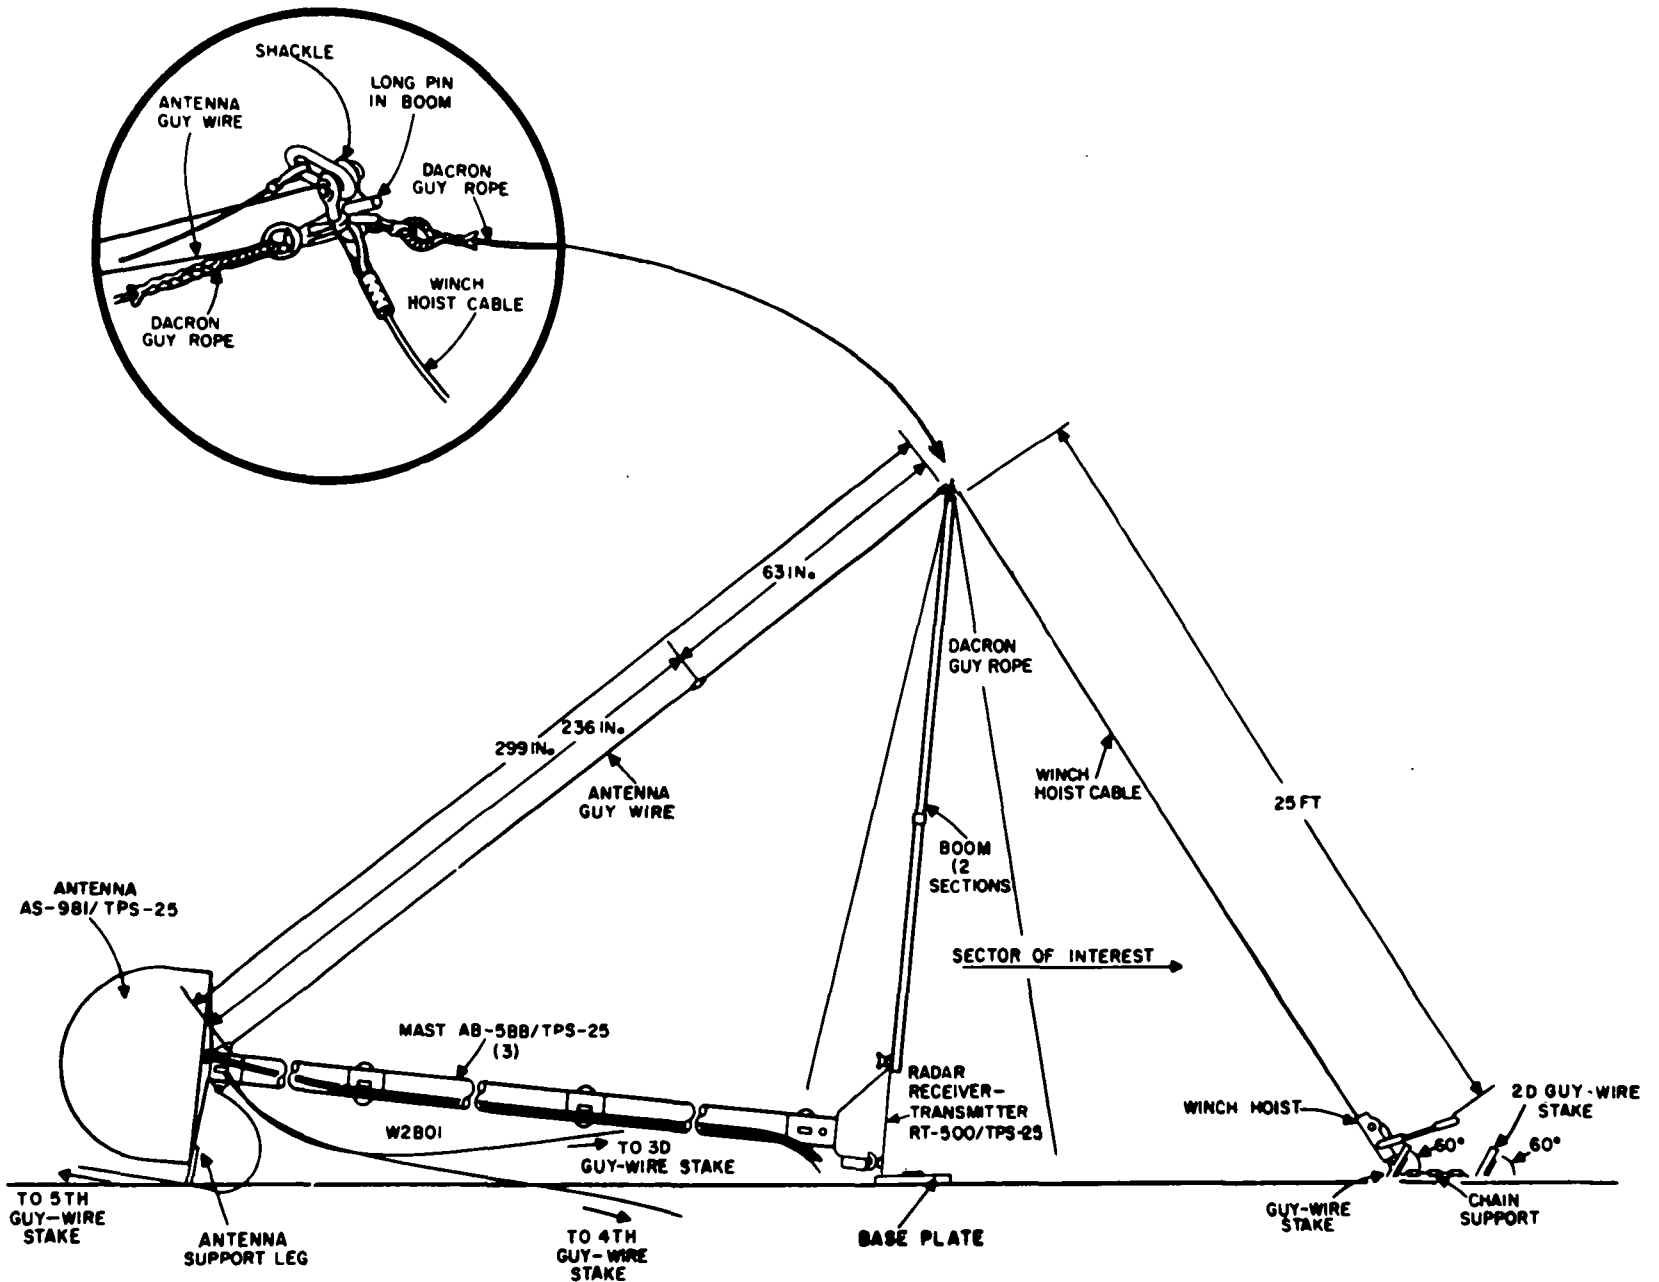 SHACKLE
LONG PIN
IN BOOM
ANTENNA
GUY WIRE
DACRON
GUY ROPE
WINCH
HOIST CABLE
DACRON
GUY ROPE
63 IN.
DACRON
GUY ROPE
236 IN.
299 IN.
ANTENNA
GUY WIRE
WINCH
HOIST CABLE
25 FT
BOOM
(2
SECTIONS
ANTENNA
AS-981/TPS-25
SECTOR OF INTEREST
MAST AB-5BB/TPS-25
(3)
RADAR
RECEIVER-
TRANSMITTER
RT-500/TPS-25
WINCH HOIST
2D GUY-WIRE
STAKE
60°
60°
W2801
TO 3D
GUY-WIRE STAKE
TO 5TH
GUY-WIRE
STAKE
ANTENNA
SUPPORT LEG
TO 4TH
GUY-WIRE
STAKE
BASE PLATE
GUY-WIRE
STAKE
CHAIN
SUPPORT